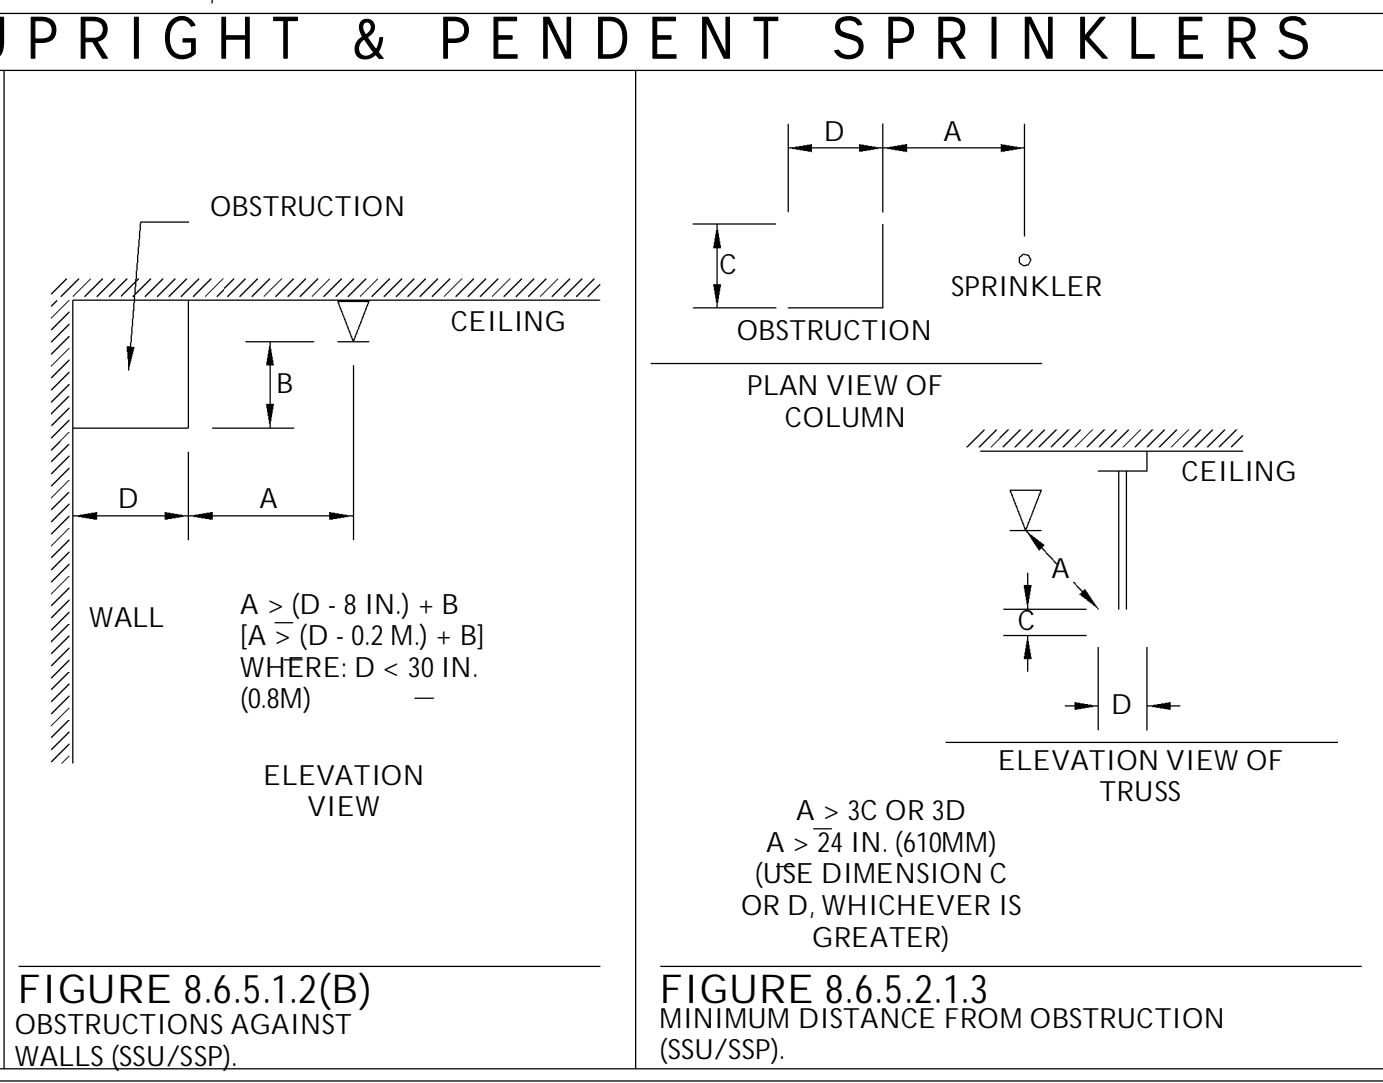 UPRIGHT & PENDENT SPRINKLERS
OBSTRUCTION
CEILING
B
D
A
WALL
A > (D - 8 IN.) + B
[A > (D - 0.2 M.) + B]
WHERE: D < 30 IN.
(0.8M)
ELEVATION
VIEW
FIGURE 8.6.5.1.2(B)
OBSTRUCTIONS AGAINST
WALLS (SSU/SSP).
D
A
C
SPRINKLER
OBSTRUCTION
PLAN VIEW OF
COLUMN
CEILING
A
C
D
ELEVATION VIEW OF
TRUSS
A > 3C OR 3D
A > 24 IN. (610MM)
(USE DIMENSION C
OR D, WHICHEVER IS
GREATER)
FIGURE 8.6.5.2.1.3
MINIMUM DISTANCE FROM OBSTRUCTION
(SSU/SSP).